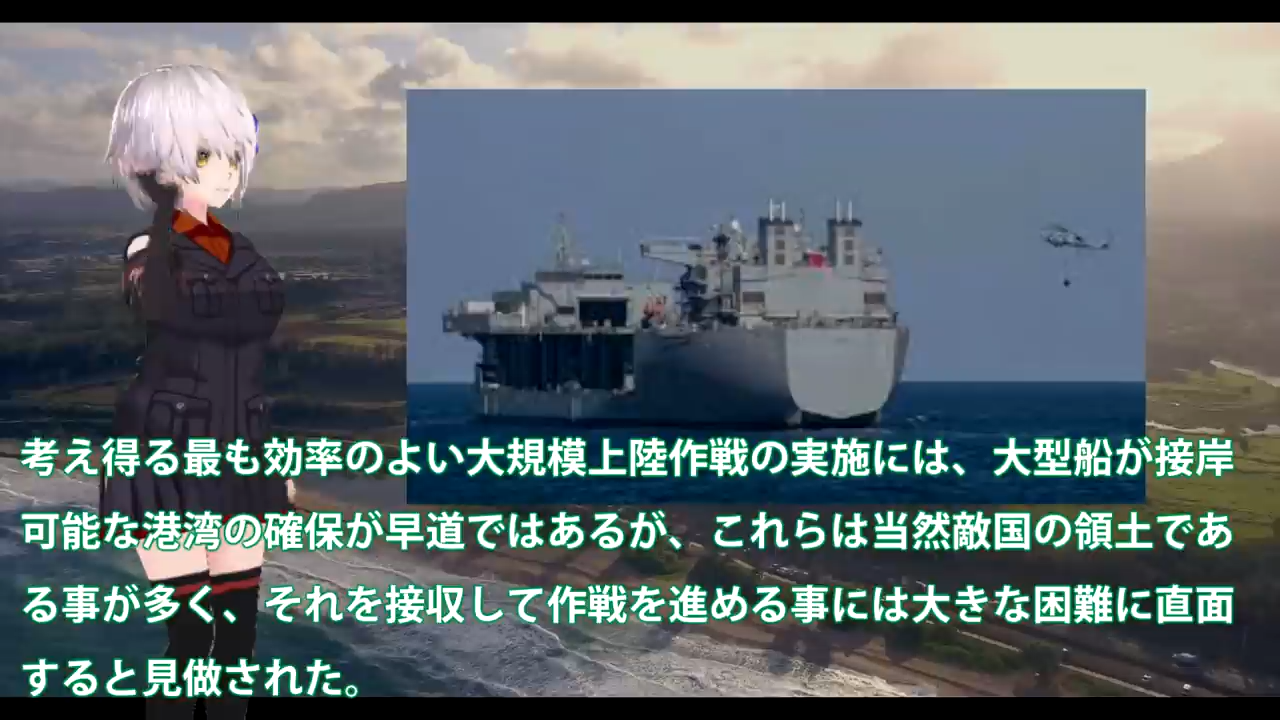 考え得る最も効率のよい大規模上陸作戦の実施には、大型船が接岸
可能な港湾の確保が早道ではあるが、これらは当然敵国の領土であ
る事が多く、それを接収して作戦を進める事には大きな困難に直面
すると見做された。